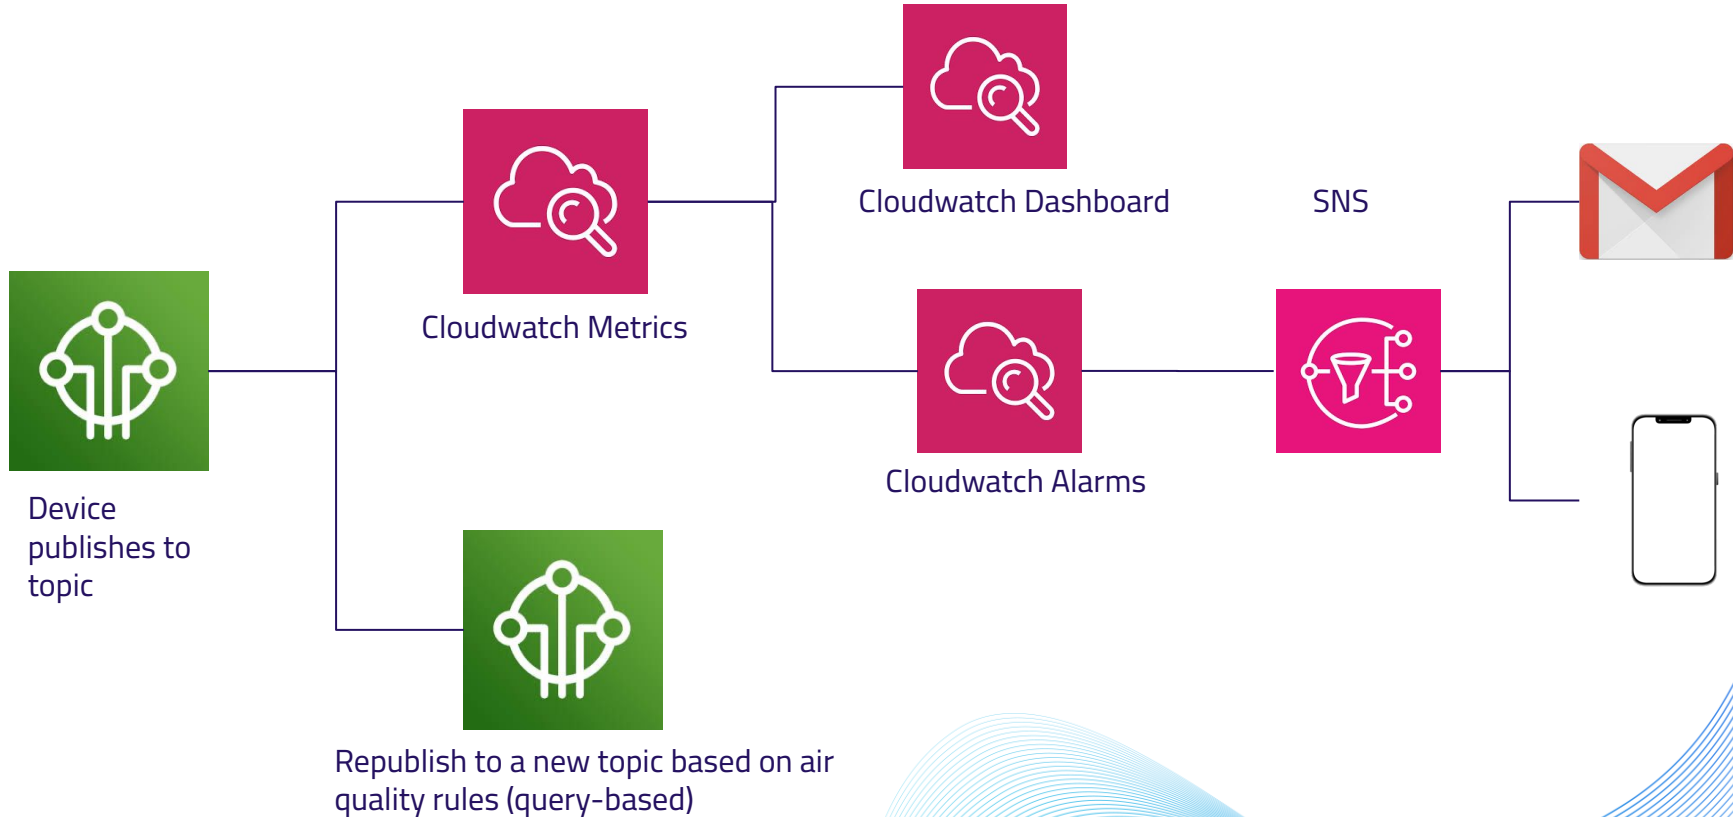 Cloudwatch Dashboard
SNS
Cloudwatch Metrics
Cloudwatch Alarms
Device
publishes to
topic
Republish to a new topic based on air
quality rules (query-based)